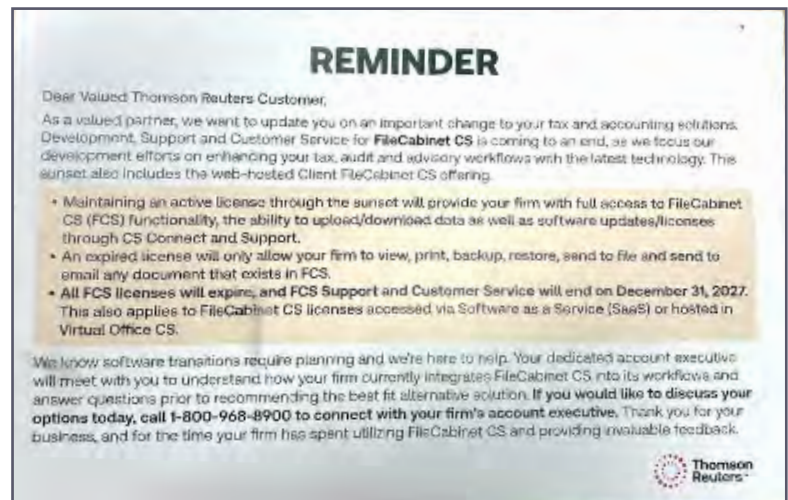 REMINDER
Dear Valued Thomson Reuters Customer,
As a valued partner, we want to update you on an important change to your tax and accounting solutions.
Development, Support and Customer Service for FileCabinet CS is coming to an end, as we focus our
development efforts on enhancing your tax, audit and advisory workflows with the latest technology. This
sunset also includes the web-hosted Client FileCabinet CS offering.
• Maintaining an active license through the sunset will provide your firm with full access to FileCabinet
CS (FCS) functionality, the ability to upload/download data as well as software updates/licenses
through CS Connect and Support.
• An expired license will only allow your firm to view, print, backup, restore, send to file and send to
email any document that exists in FCS.
• All FCS licenses will expire, and FCS Support and Customer Service will end on December 31, 2027.
This also applies to FileCabinet CS licenses accessed via Software as a Service (SaaS) or hosted in
Virtual Office CS.
We know software transitions require planning and we're here to help. Your dedicated account executive
will meet with you to understand how your firm currently integrates FileCabinet CS into its workflows and
answer questions prior to recommending the best fit alternative solution. If you would like to discuss your
options today, call 1-800-968-8900 to connect with your firm's account executive. Thank you for your
business, and for the time your firm has spent utilizing FileCabinet CS and providing invaluable feedback.
Thomson
Reuters™